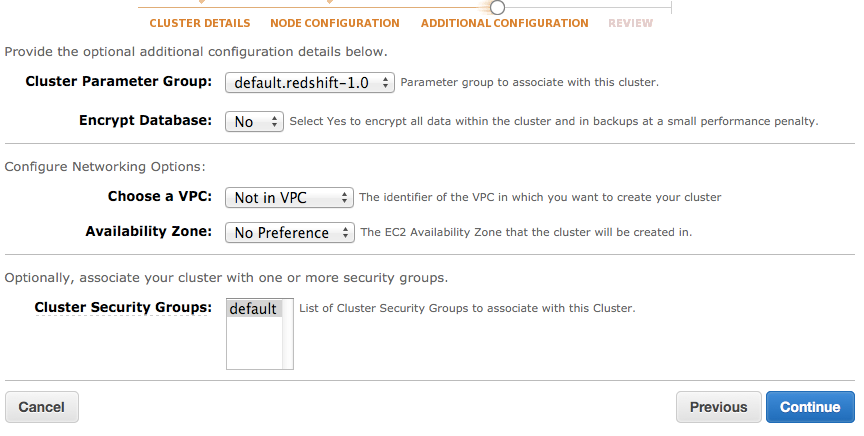 CLUSTER DETAILS NODE CONFIGURATION ADDITIONAL CONFIGURATION REVIEW
Provide the optional additional configuration details below.
Cluster Parameter Group: default.redshift-1.0 Parameter group to associate with this cluster.
Encrypt Database: No Select Yes to encrypt all data within the cluster and in backups at a small performance penalty.
Configure Networking Options:
Choose a VPC: Not in VPC The identifier of the VPC in which you want to create your cluster
Availability Zone: No Preference The EC2 Availability Zone that the cluster will be created in.
Optionally, associate your cluster with one or more security groups.
Cluster Security Groups: default List of Cluster Security Groups to associate with this Cluster.
Cancel Previous Continue